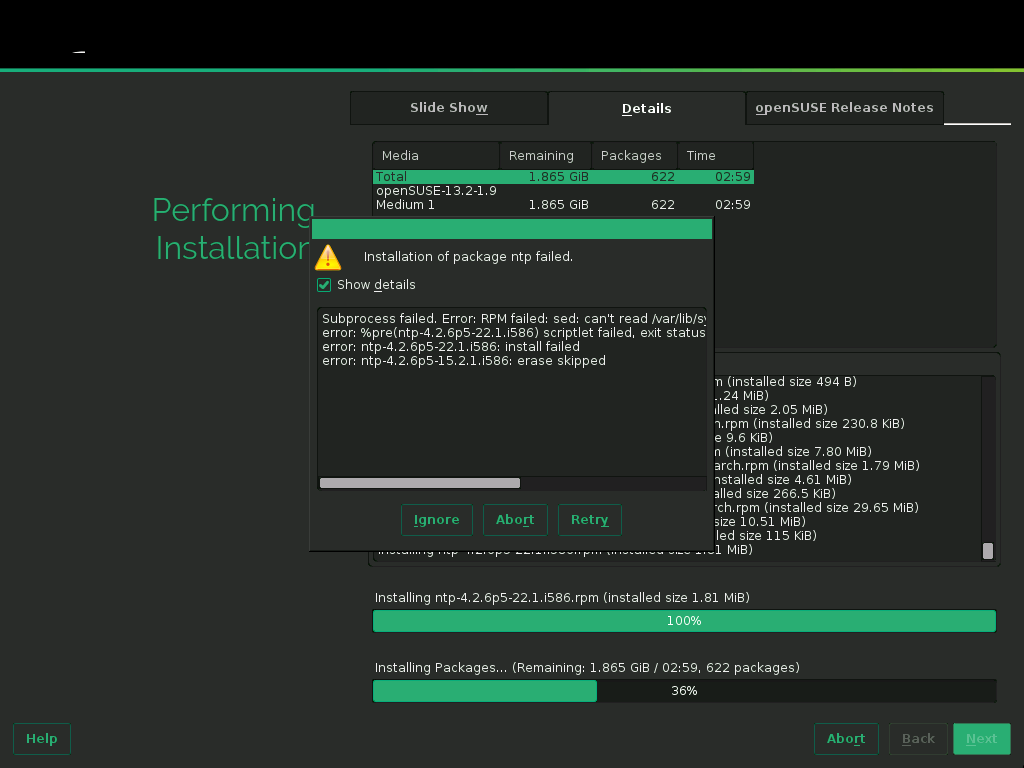 Slide Show
Details
openSUSE Release Notes
Media Remaining Packages Time
Total 1.865 GiB 622 02:59
openSUSE-13.2-1.9
Medium 1 1.865 GiB 622 02:59
Performing
Installation
Installation of package ntp failed.
Show details
Subprocess failed. Error: RPM failed: sed: can't read /var/lib/sy
error: %pre(ntp-4.2.6p5-22.1.i586) scriptlet failed, exit status
error: ntp-4.2.6p5-22.1.i586: install failed
error: ntp-4.2.6p5-15.2.1.i586: erase skipped
Ignore Abort Retry
(installed size 494 B)
.24 MiB)
lled size 2.05 MiB)
.rpm (installed size 230.8 KiB)
e 9.6 KiB)
(installed size 7.80 MiB)
arch.rpm (installed size 1.79 MiB)
nstalled size 4.61 MiB)
alled size 266.5 KiB)
rch.rpm (installed size 29.65 MiB)
size 10.51 MiB)
led size 115 KiB)
MiB)
Installing ntp-4.2.6p5-22.1.i586.rpm (installed size 1.81 MiB)
100%
Installing Packages... (Remaining: 1.865 GiB / 02:59, 622 packages)
36%
Help
Abort
Back
Next